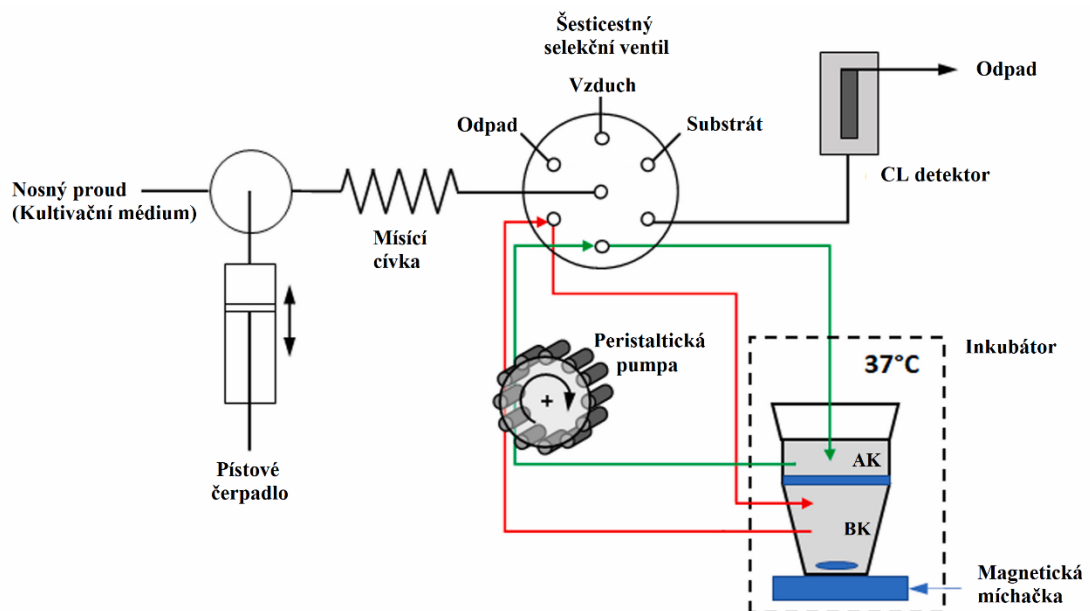 Šesticestný
selekční ventil
Vzduch
Odpad
Substrát
Odpad
CL detektor
Nosný proud
(Kultivační médium)
Mísící
cívka
Peristaltická
pumpa
Inkubátor
37°C
Pístové
čerpadlo
AK
BK
Magnetická
míchačka